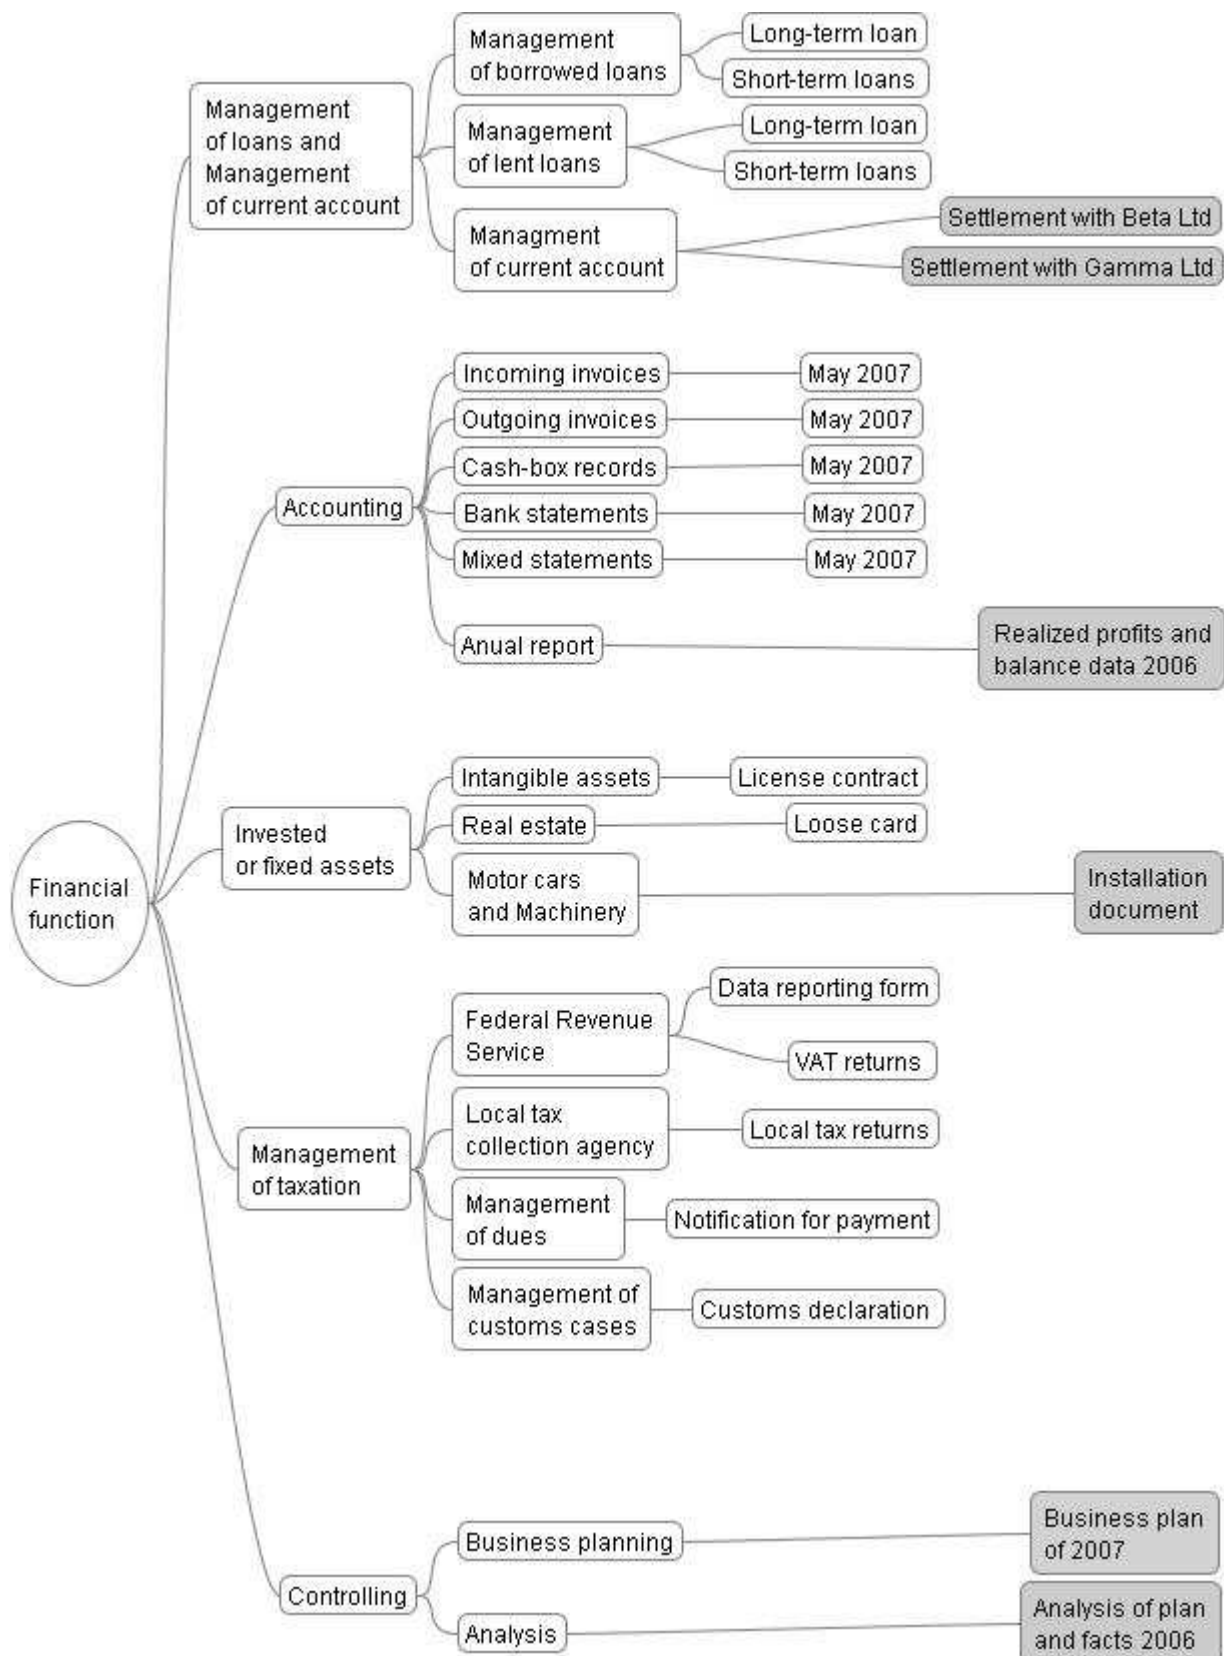 Management
of borrowed loans
Long-term loan
Short-term loans
Management
of loans and
Management
of current account
Management
of lent loans
Long-term loan
Short-term loans
Managment
of current account
Settlement with Beta Ltd
Settlement with Gamma Ltd
Incoming invoices
May 2007
Outgoing invoices
May 2007
Cash-box records
May 2007
Accounting
Bank statements
May 2007
Mixed statements
May 2007
Anual report
Realized profits and
balance data 2006
Intangible assets
License contract
Invested
or fixed assets
Real estate
Loose card
Motor cars
and Machinery
Installation
document
Financial
function
Federal Revenue
Service
Data reporting form
VAT returns
Local tax
collection agency
Local tax returns
Management
of taxation
Management
of dues
Notification for payment
Management of
customs cases
Customs declaration
Business planning
Business plan
of 2007
Controlling
Analysis
Analysis of plan
and facts 2006